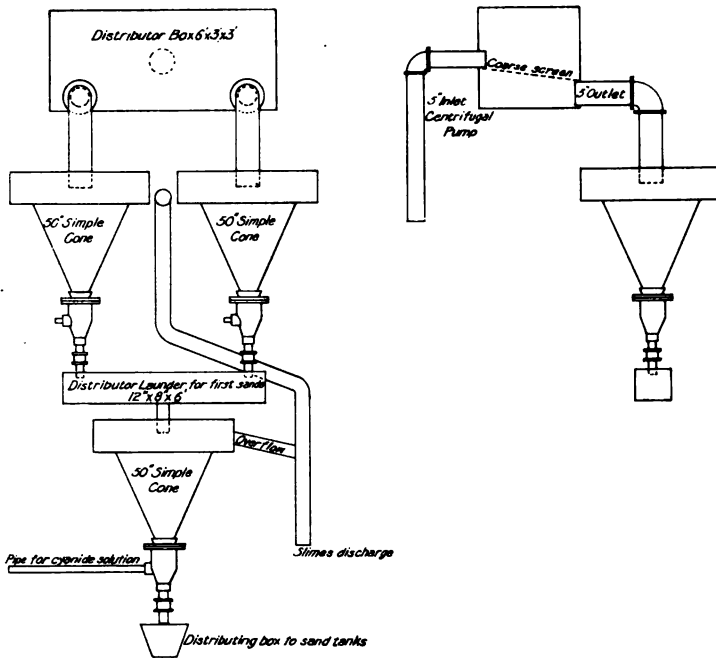 Distributor Box 6'x3'x3'
50" Simple
Cone
50" Simple
Cone
Distributor Launder for first sands
12"x8"x6'
Overflow
50" Simple
Cone
Slimes discharge
Pipe for cyanide solution
Distributing box to sand tanks
Coarse screen
5" Inlet
Centrifugal
Pump
5" Outlet